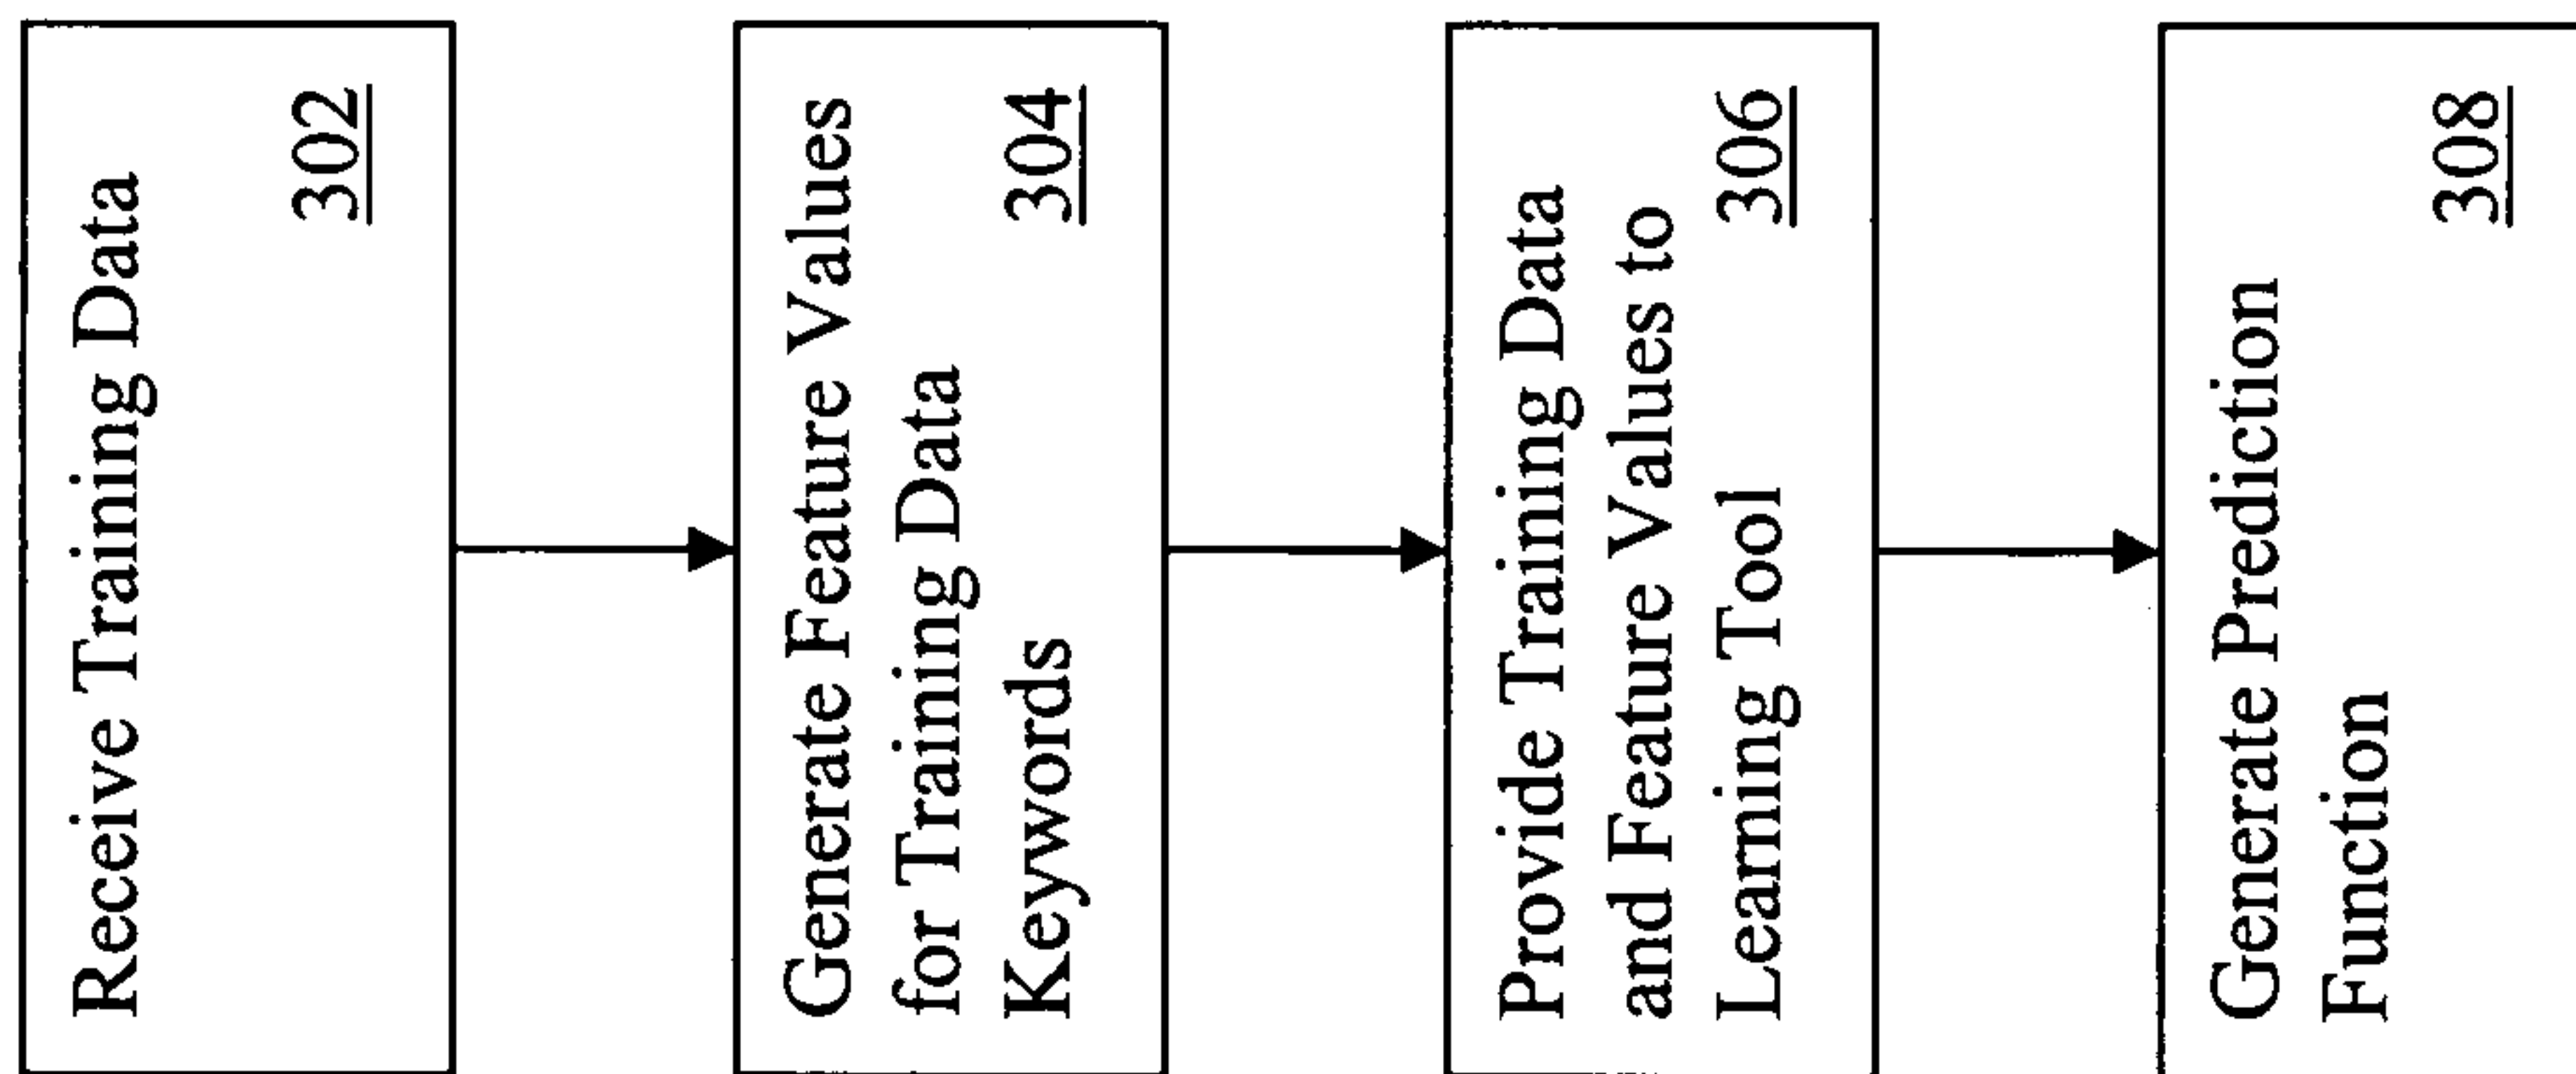 Receive Training Data
302
Generate Feature Values
for Training Data
Keywords
304
Provide Training Data
and Feature Values to
Learning Tool
306
Generate Prediction
Function
308